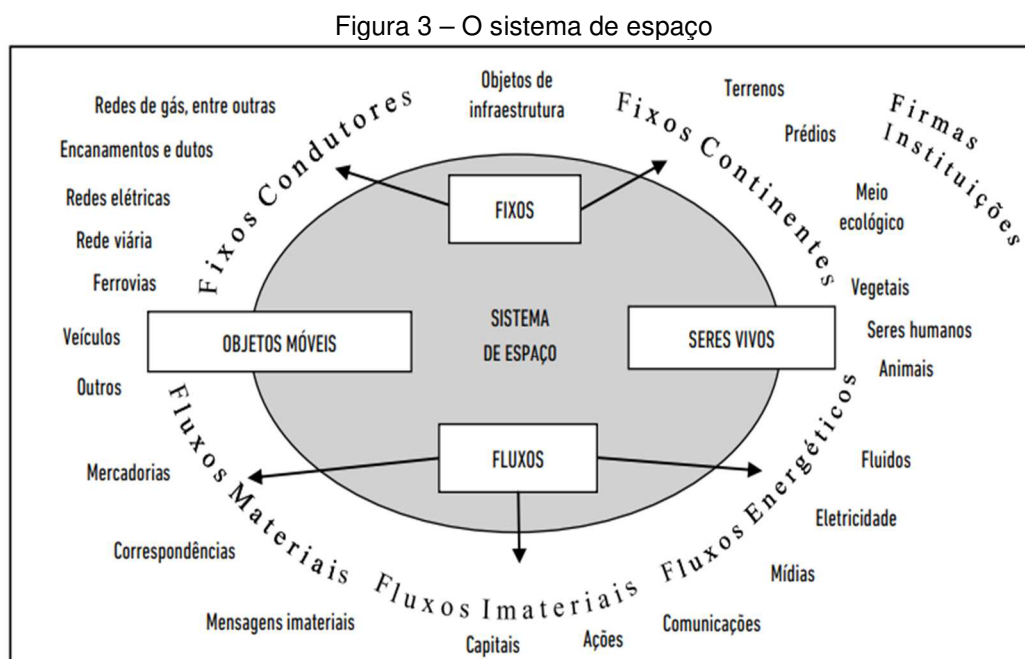 Figura 3 – O sistema de espaço
Objetos de
infraestrutura
Redes de gás, entre outras
Encanamentos e dutos
Redes elétricas
Rede viária
Ferrovias
Veículos
Outros
Fixos Condutores
Fixos Continentes
Terrenos
Prédios
Firmas
Instituições
Meio
ecológico
Vegetais
Seres humanos
Animais
FIXOS
OBJETOS MÓVEIS
SISTEMA
DE ESPAÇO
SERES VIVOS
FLUXOS
Fluxos Materiais
Fluxos Imateriais
Fluxos Energéticos
Mercadorias
Correspondências
Mensagens imateriais
Capitais
Ações
Comunicações
Mídias
Eletricidade
Fluidos